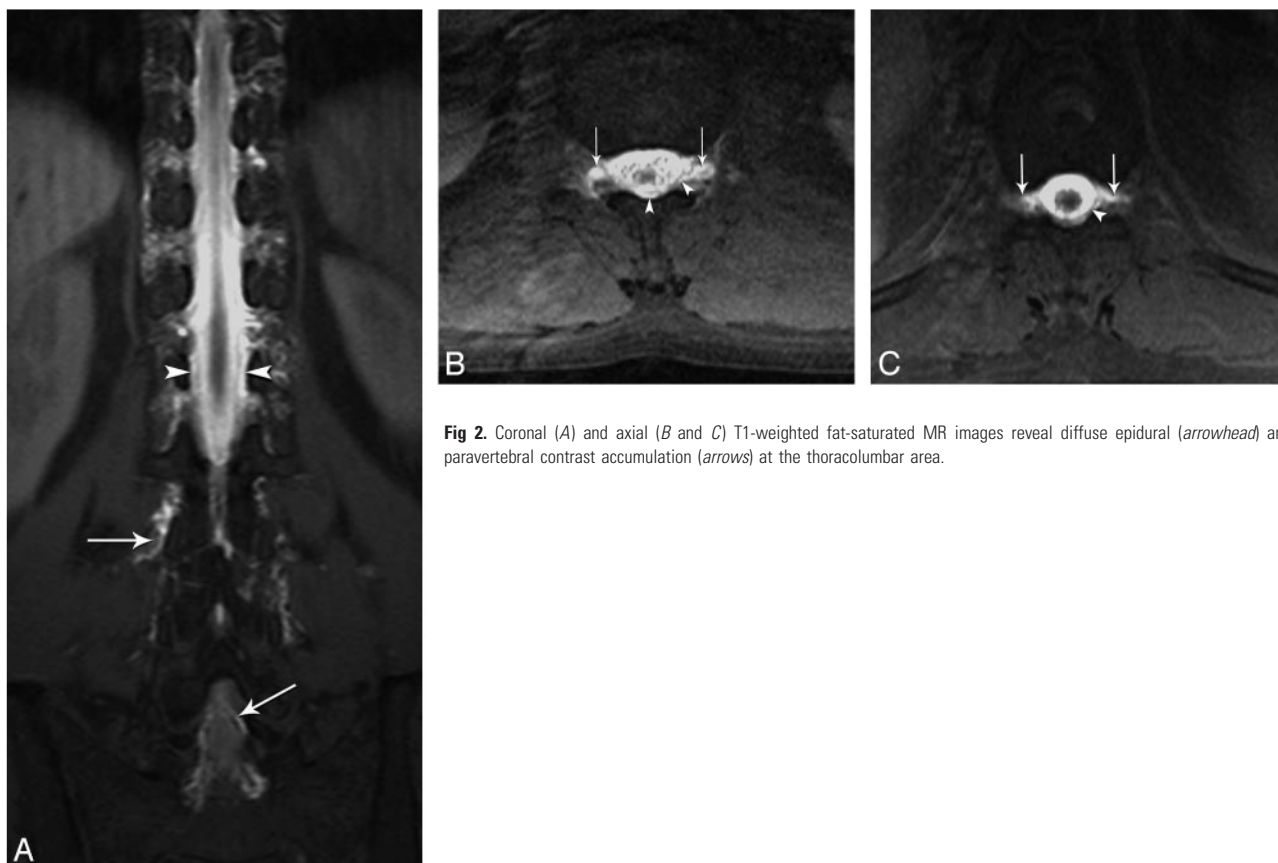 A
B
C
Fig 2. Coronal (A) and axial (B and C) T1-weighted fat-saturated MR images reveal diffuse epidural (arrowhead)
paravertebral contrast accumulation (arrows) at the thoracolumbar area.